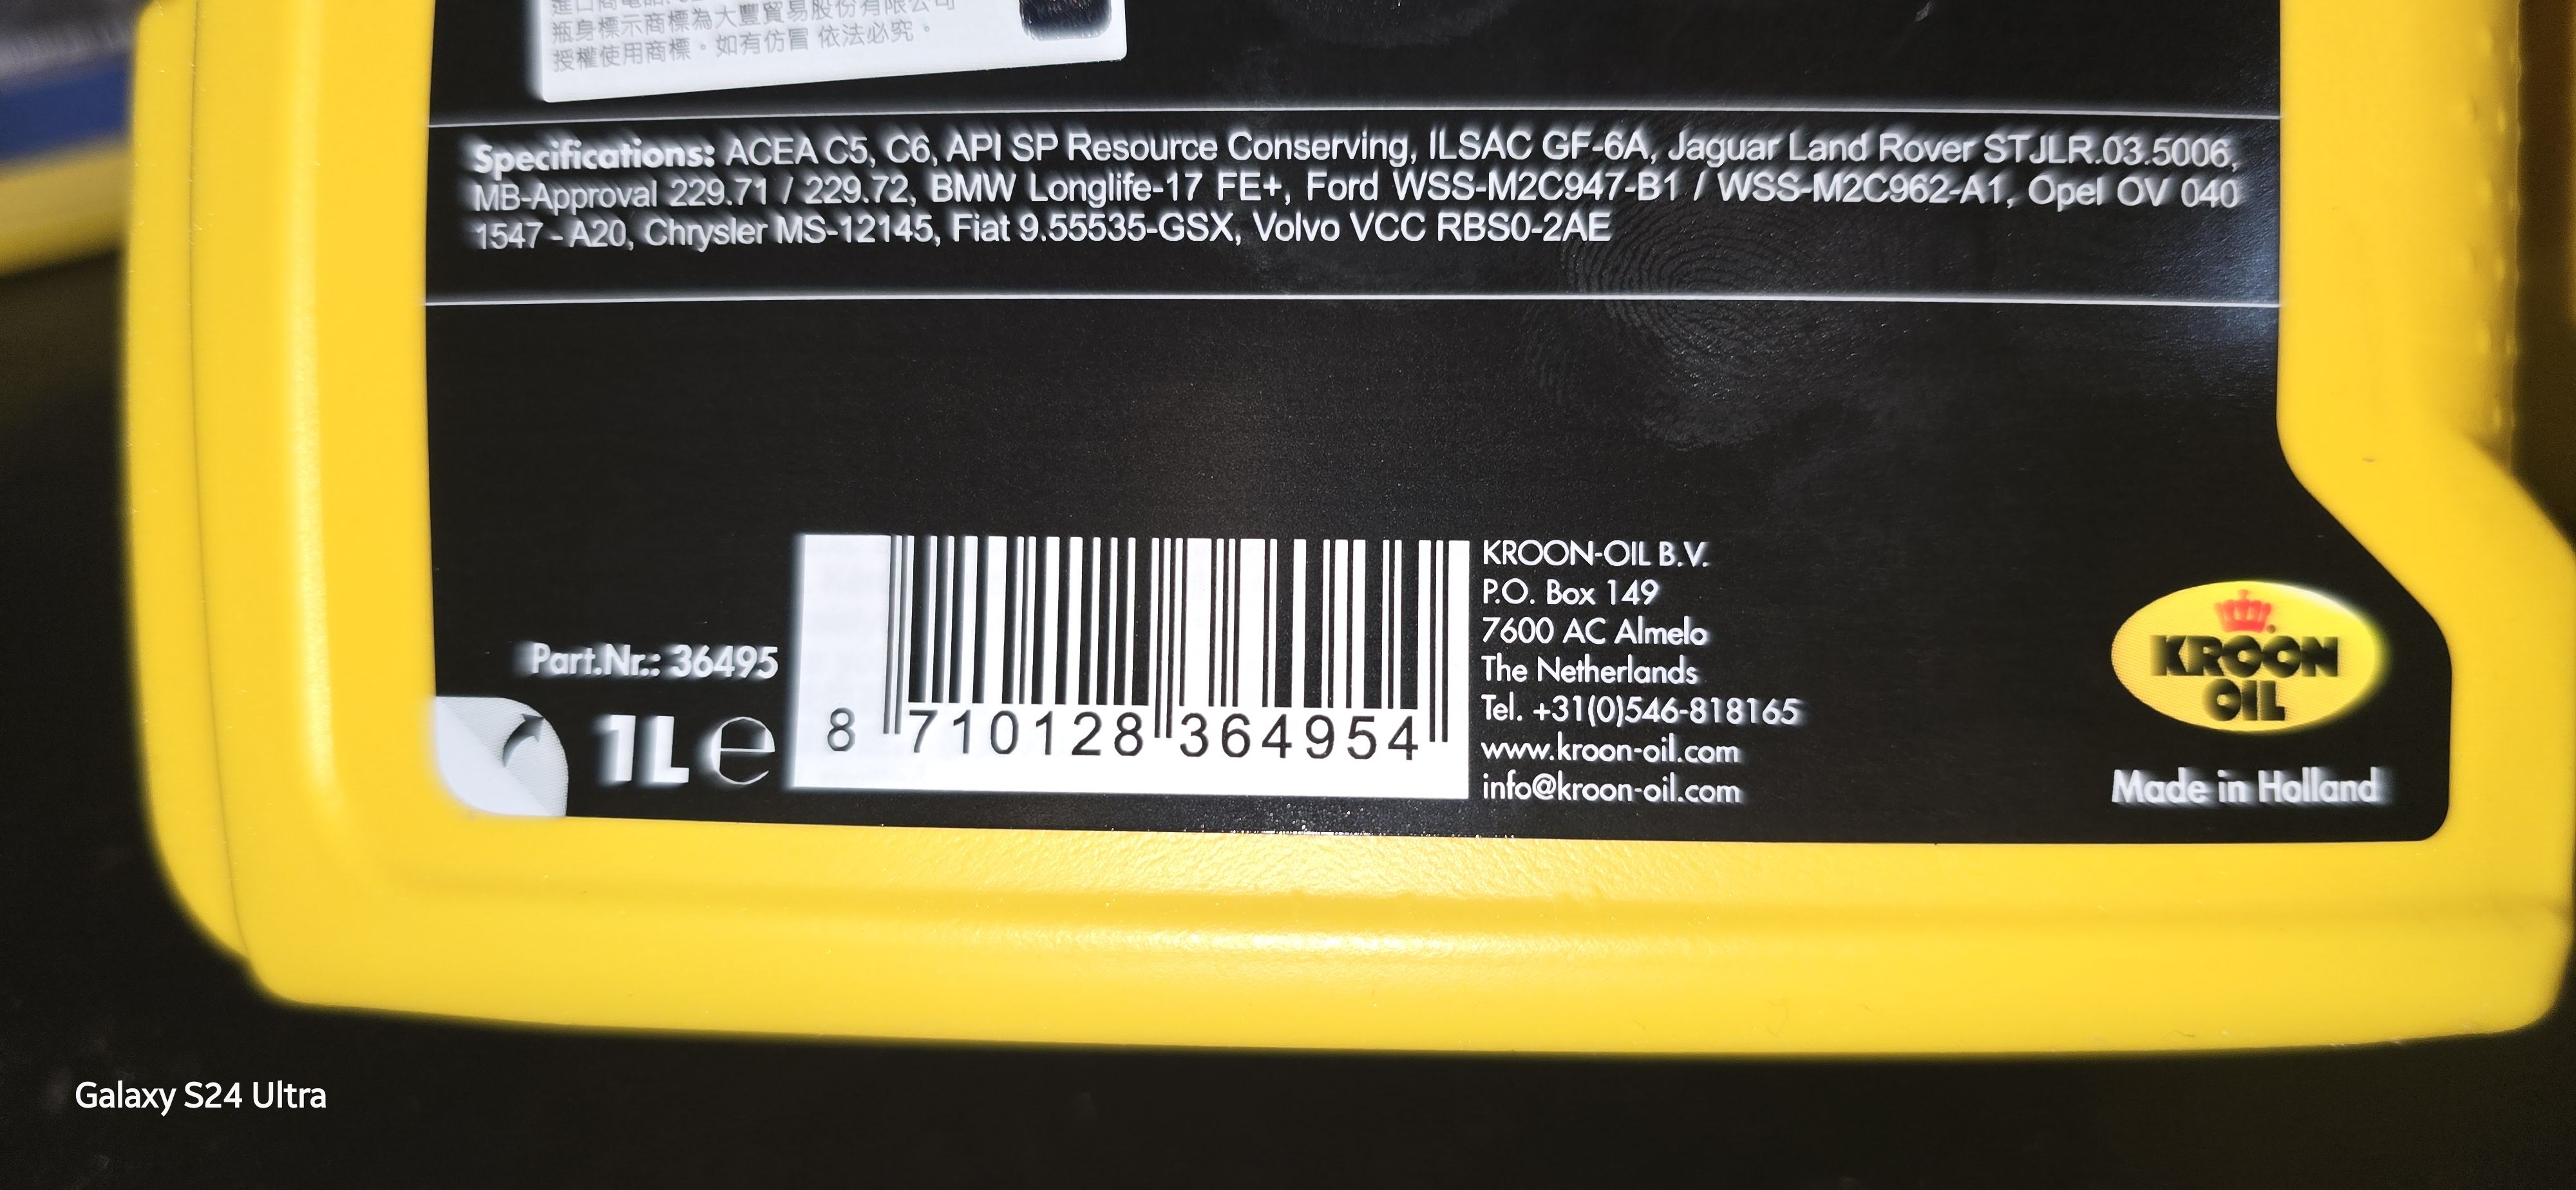 瓶身標示商標為大豐貿易股份有限公司
授權使用商標。如有仿冒 依法必究。
Specifications: ACEA C5, C6, API SP Resource Conserving, ILSAC GF-6A, Jaguar Land Rover STJLR.03.5006,
MB-Approval 229.71 / 229.72, BMW Longlife-17 FE+, Ford WSS-M2C947-B1 / WSS-M2C962-A1, Opel OV 040
1547 - A20, Chrysler MS-12145, Fiat 9.55535-GSX, Volvo VCC RBS0-2AE
Part.Nr.: 36495
1L e
8 710128 364954
KROON-OIL B.V.
P.O. Box 149
7600 AC Almelo
The Netherlands
Tel. +31(0)546-818165
www.kroon-oil.com
info@kroon-oil.com
KROON
OIL
Made in Holland
Galaxy S24 Ultra